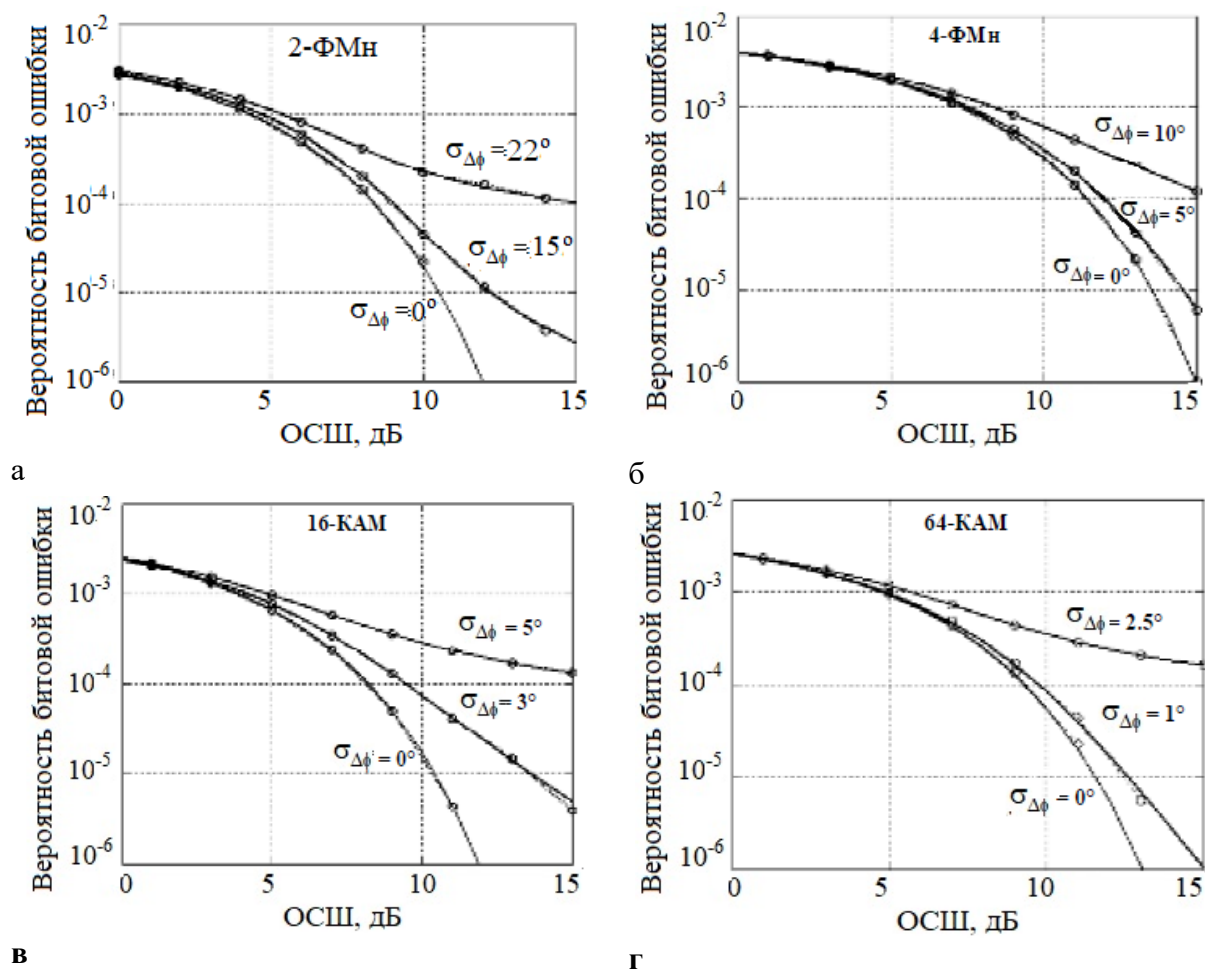 2-ФМн
Вероятность битовой ошибки
10-2
10-3
10-4
10-5
10-6
σΔϕ = 22º
σΔϕ = 15º
σΔϕ = 0º
0 5 10 15
ОСШ, дБ
а
4-ФМн
Вероятность битовой ошибки
10-2
10-3
10-4
10-5
10-6
σΔϕ = 10°
σΔϕ = 5°
σΔϕ = 0°
0 5 10 15
ОСШ, дБ
б
16-КАМ
Вероятность битовой ошибки
10-2
10-3
10-4
10-5
10-6
σΔϕ = 5°
σΔϕ = 3°
σΔϕ = 0°
0 5 10 15
ОСШ, дБ
в
64-КАМ
Вероятность битовой ошибки
10-2
10-3
10-4
10-5
10-6
σΔϕ = 2.5°
σΔϕ = 1°
σΔϕ = 0°
0 5 10 15
ОСШ, дБ
г